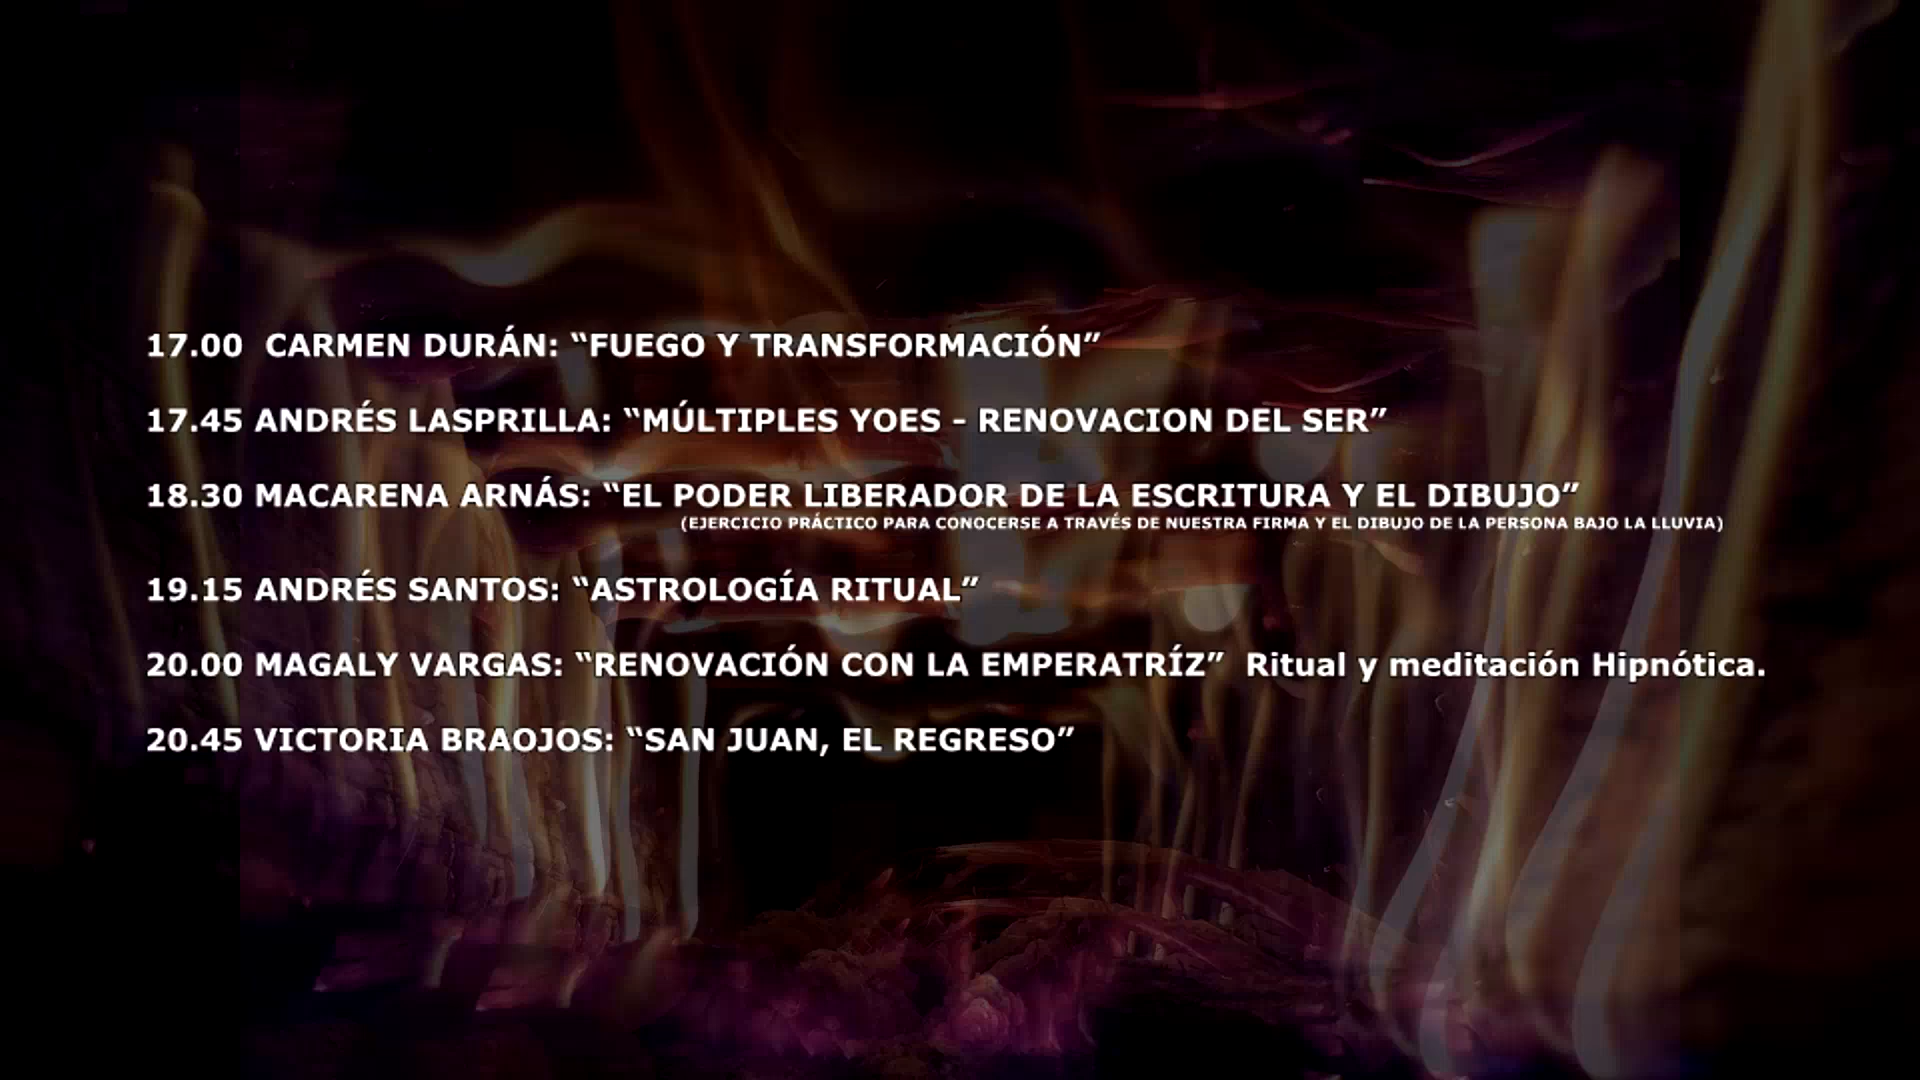 17.00 CARMEN DURÁN: “FUEGO Y TRANSFORMACIÓN”
17.45 ANDRÉS LASPRILLA: “MÚLTIPLES YOES - RENOVACION DEL SER”
18.30 MACARENA ARNÁS: “EL PODER LIBERADOR DE LA ESCRITURA Y EL DIBUJO”
(EJERCICIO PRÁCTICO PARA CONOCERSE A TRAVÉS DE NUESTRA FIRMA Y EL DIBUJO DE LA PERSONA BAJO LA LLUVIA)
19.15 ANDRÉS SANTOS: “ASTROLOGÍA RITUAL”
20.00 MAGALY VARGAS: “RENOVACIÓN CON LA EMPERATRÍZ” Ritual y meditación Hipnótica.
20.45 VICTORIA BRAOJOS: “SAN JUAN, EL REGRESO”